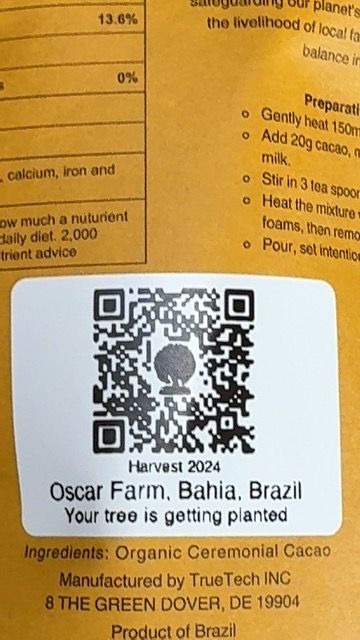 13.6%
0%
calcium, iron and
ow much a nuturient
daily diet. 2,000
trient advice
safeguarding our planet's
the livelihood of local fa
balance in
Preparati
o Gently heat 150m
o Add 20g cacao, m
milk.
o Stir in 3 tea spoor
o Heat the mixture
foams, then remo
o Pour, set intentior
Harvest 2024
Oscar Farm, Bahia, Brazil
Your tree is getting planted
Ingredients: Organic Ceremonial Cacao
Manufactured by TrueTech INC
8 THE GREEN DOVER, DE 19904
Product of Brazil